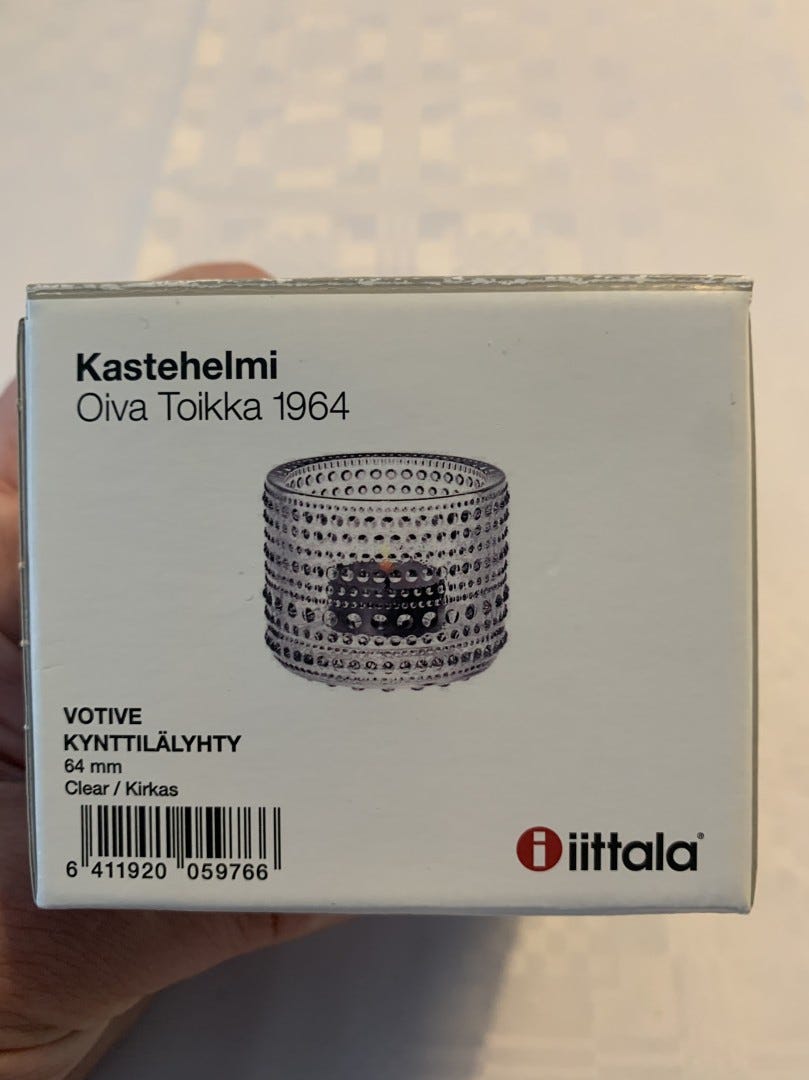 Kastehelmi
Oiva Toikka 1964
VOTIVE
KYNTTILÄLYHTY
64 mm
Clear / Kirkas
6 411920 059766
i iittala®